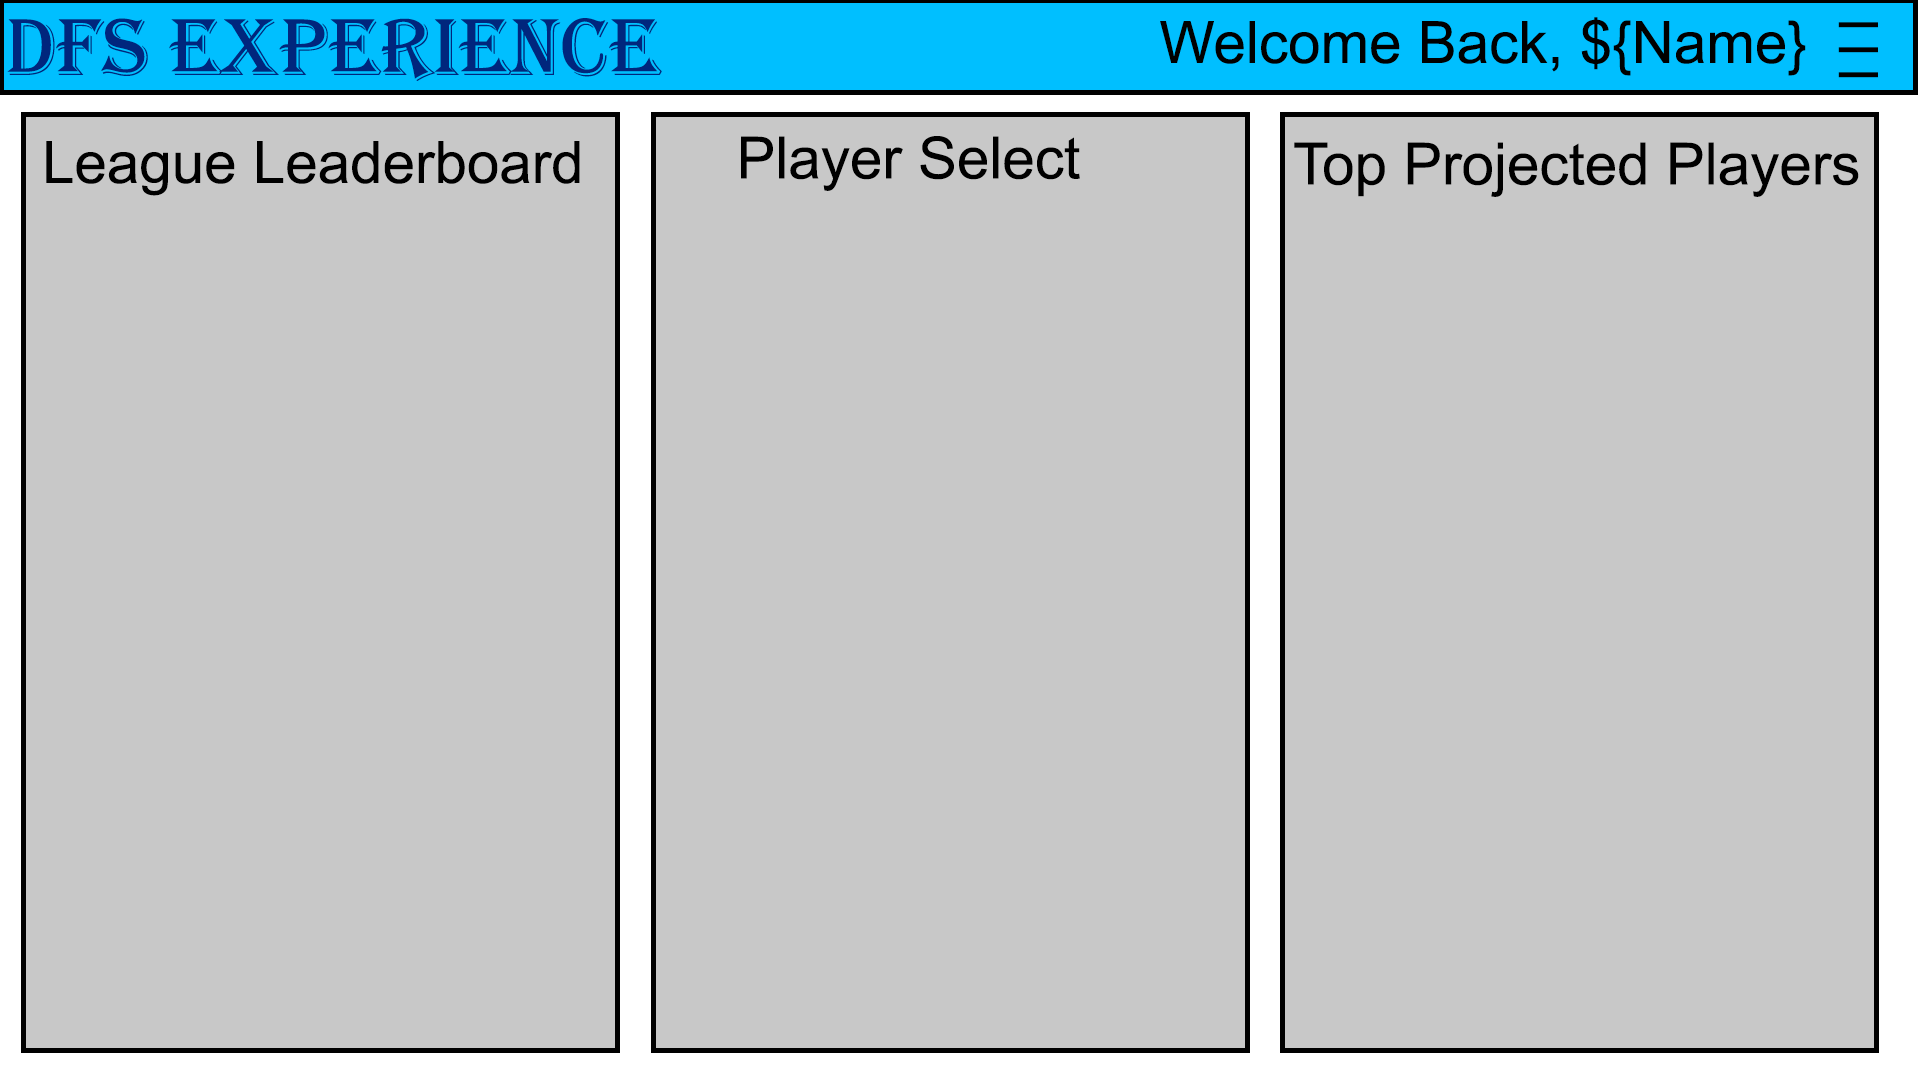 DFS EXPERIENCE
Welcome Back, ${Name}
League Leaderboard
Player Select
Top Projected Players